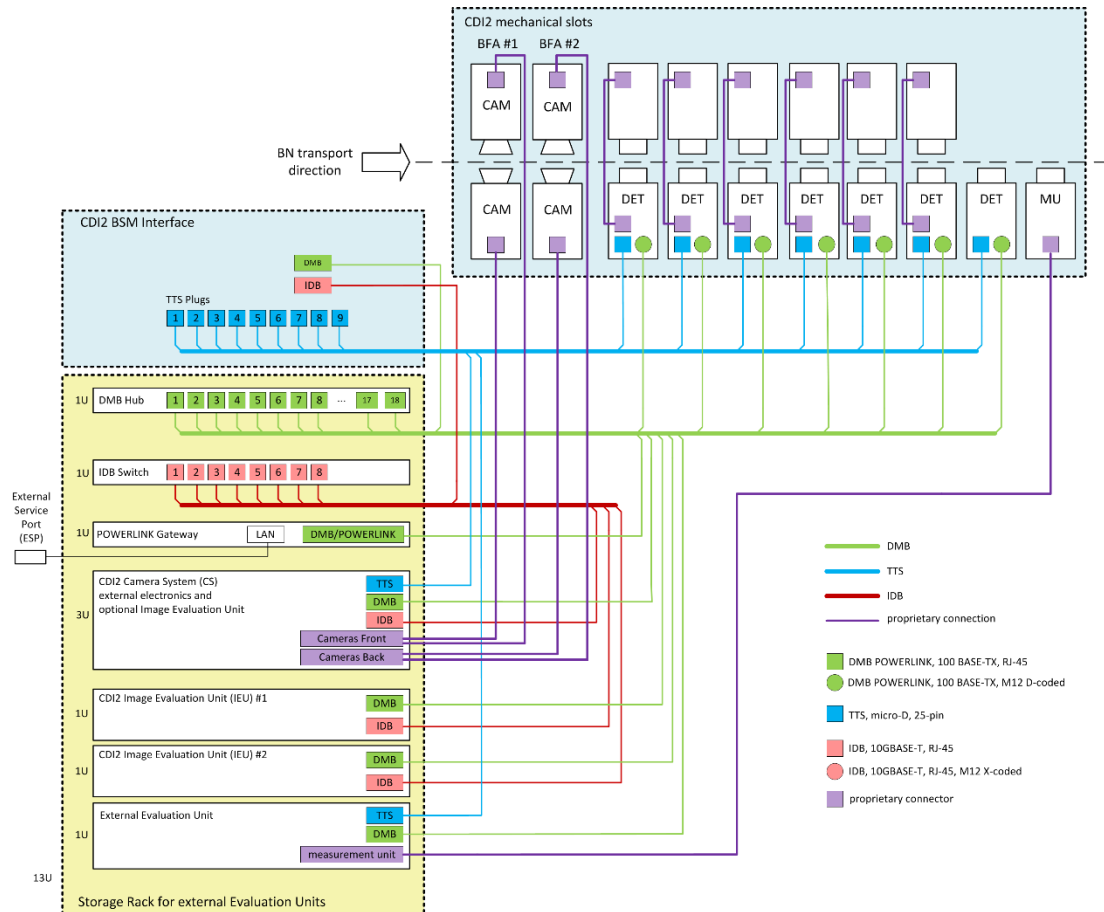 CDI2 mechanical slots
BFA #1
BFA #2
CAM
CAM
BN transport
direction
CAM
CAM
DET
DET
DET
DET
DET
DET
DET
MU
CDI2 BSM Interface
DMB
IDB
TTS Plugs
1 2 3 4 5 6 7 8 9
1U
DMB Hub
1 2 3 4 5 6 7 8 ... 17 18
1U
IDB Switch
1 2 3 4 5 6 7 8
External
Service
Port
(ESP)
1U
POWERLINK Gateway
LAN
DMB/POWERLINK
3U
CDI2 Camera System (CS)
external electronics and
optional Image Evaluation Unit
TTS
DMB
IDB
Cameras Front
Cameras Back
1U
CDI2 Image Evaluation Unit (IEU) #1
DMB
IDB
1U
CDI2 Image Evaluation Unit (IEU) #2
DMB
IDB
1U
External Evaluation Unit
TTS
DMB
measurement unit
13U
Storage Rack for external Evaluation Units
DMB
TTS
IDB
proprietary connection
DMB POWERLINK, 100 BASE-TX, RJ-45
DMB POWERLINK, 100 BASE-TX, M12 D-coded
TTS, micro-D, 25-pin
IDB, 10GBASE-T, RJ-45
IDB, 10GBASE-T, RJ-45, M12 X-coded
proprietary connector